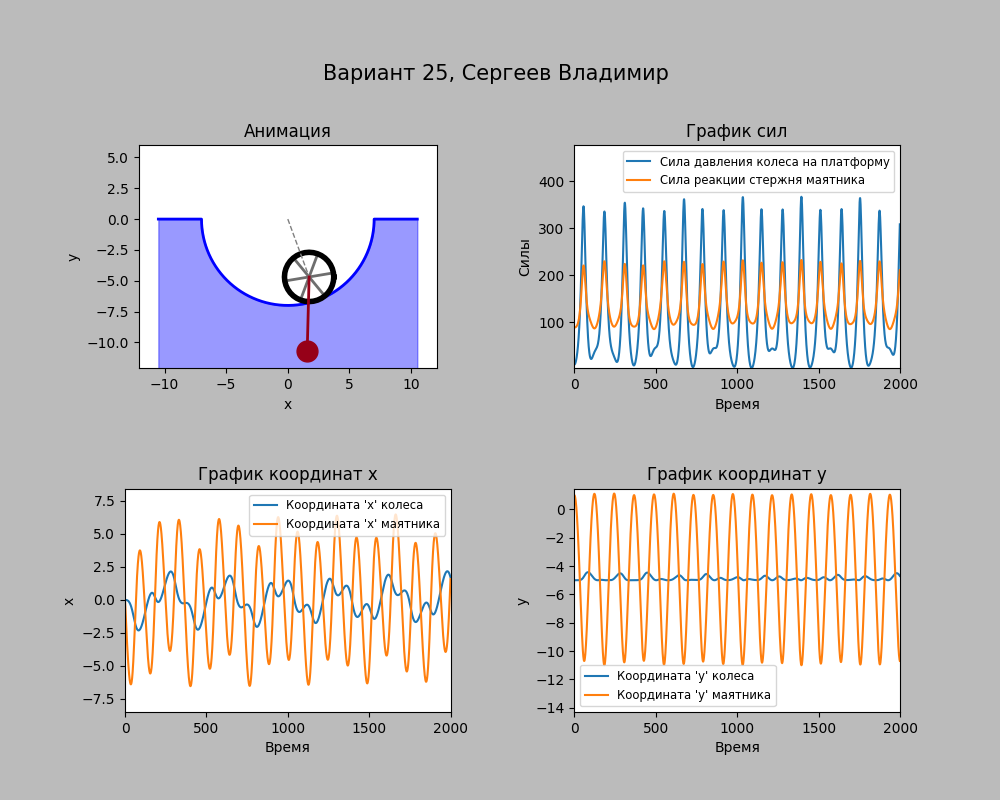 Вариант 25, Сергеев Владимир
Анимация
5.0
2.5
0.0
−2.5
−5.0
−7.5
−10.0
y
−10 −5 0 5 10
x
График сил
Сила давления колеса на платформу
Сила реакции стержня маятника
400
300
200
100
Силы
0 500 1000 1500 2000
Время
График координат x
Координата 'x' колеса
Координата 'x' маятника
7.5
5.0
2.5
0.0
−2.5
−5.0
−7.5
x
0 500 1000 1500 2000
Время
График координат y
0
−2
−4
−6
−8
−10
−12
−14
y
Координата 'y' колеса
Координата 'y' маятника
0 500 1000 1500 2000
Время